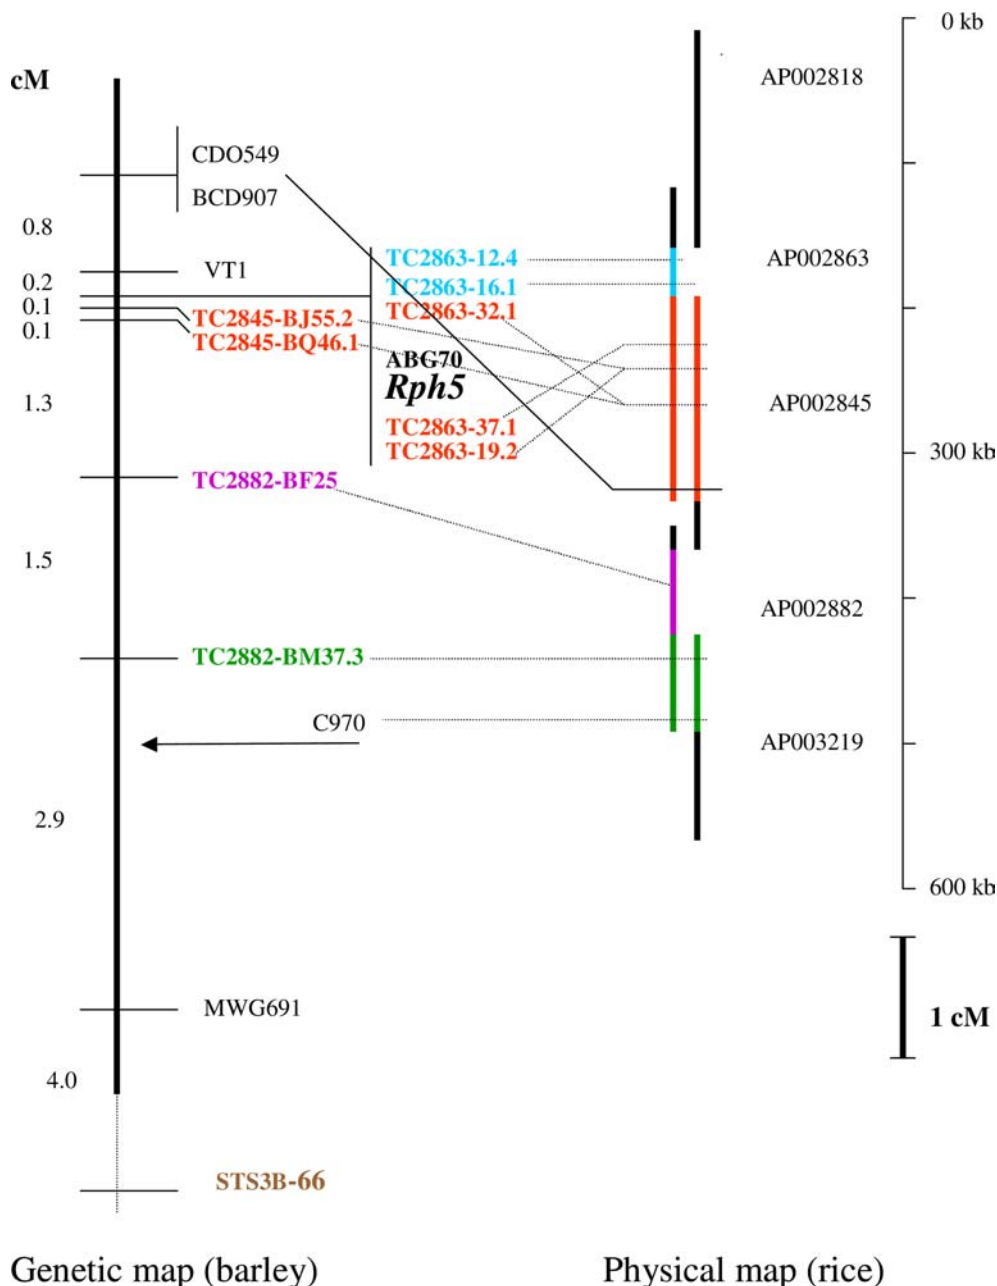 0 kb
cM
AP002818
CDO549
BCD907
0.8
TC2863-12.4
AP002863
VT1
0.2
TC2863-16.1
0.1
TC2863-32.1
TC2845-BJ55.2
0.1
TC2845-BQ46.1
ABG70
Rph5
1.3
AP002845
TC2863-37.1
TC2863-19.2
300 kb
TC2882-BF25
1.5
AP002882
TC2882-BM37.3
C970
AP003219
2.9
600 kb
MWG691
1 cM
4.0
STS3B-66
Genetic map (barley) Physical map (rice)